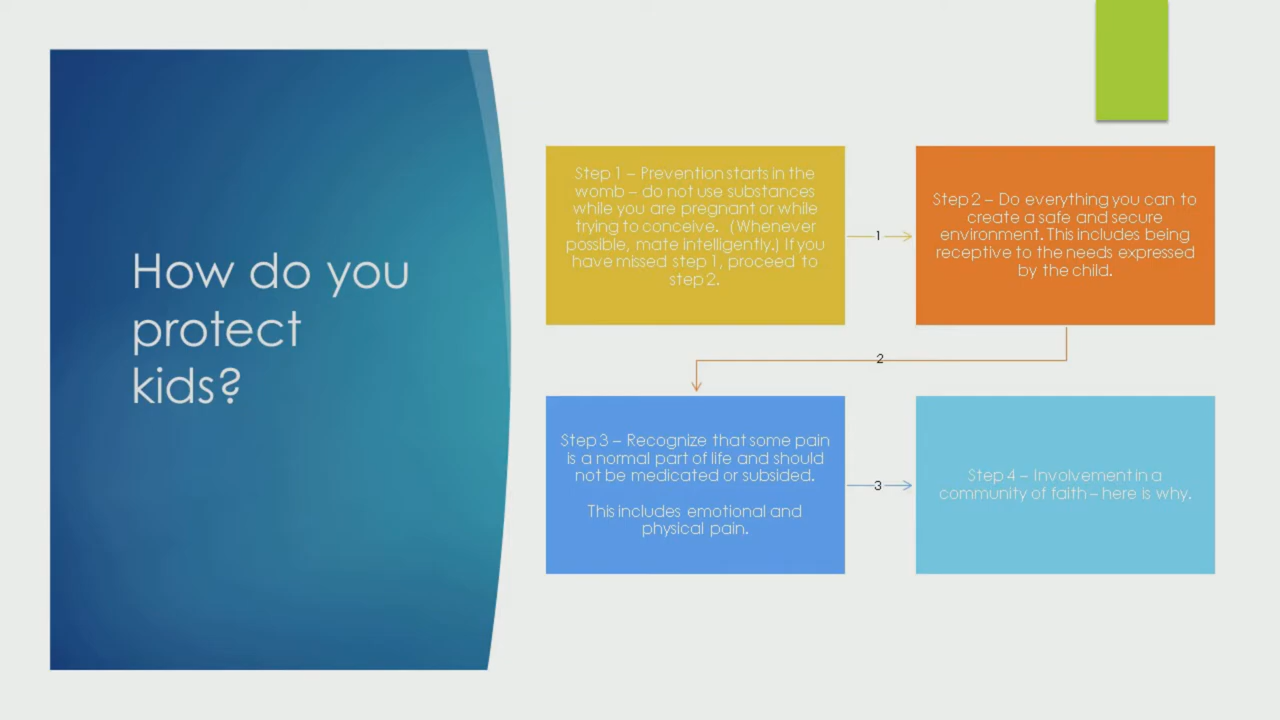 How do you
protect
kids?
Step 1 – Prevention starts in the
womb – do not use substances
while you are pregnant or while
trying to conceive. (Whenever
possible, mate intelligently.) If you
have missed step 1, proceed to
step 2.
1
Step 2 – Do everything you can to
create a safe and secure
environment. This includes being
receptive to the needs expressed
by the child.
2
Step 3 – Recognize that some pain
is a normal part of life and should
not be medicated or subsided.
This includes emotional and
physical pain.
3
Step 4 – Involvement in a
community of faith – here is why.